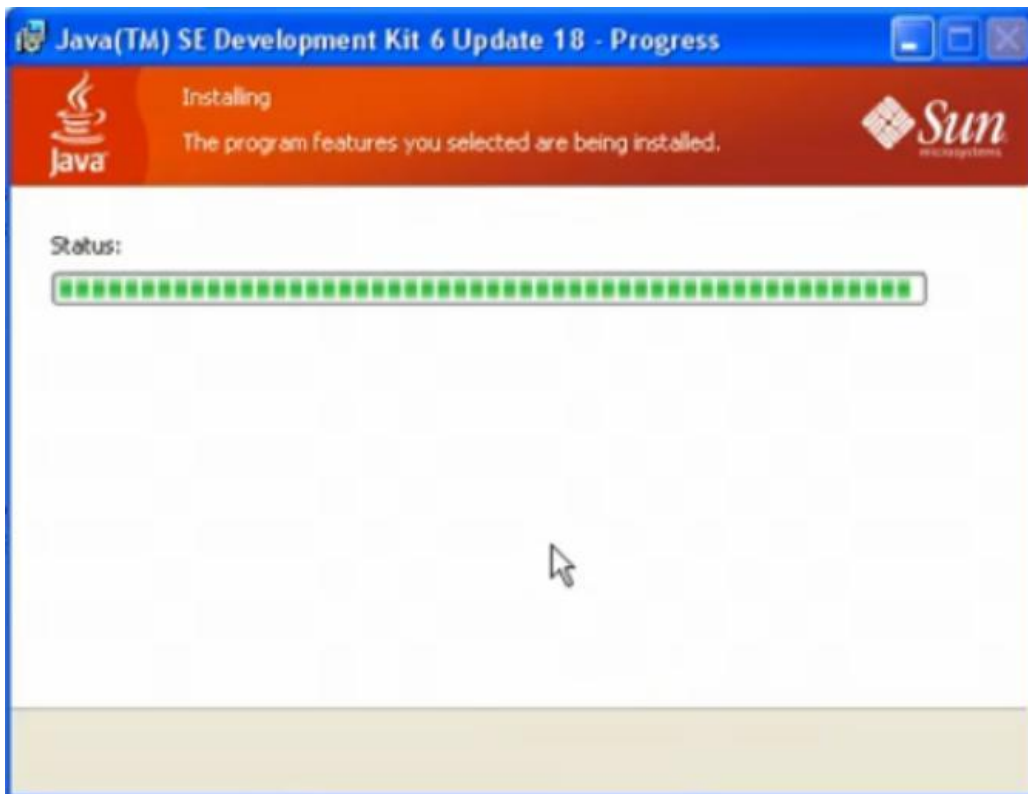 Java(TM) SE Development Kit 6 Update 18 - Progress
Installing
The program features you selected are being installed.
Java
Sun
microsystems
Status: